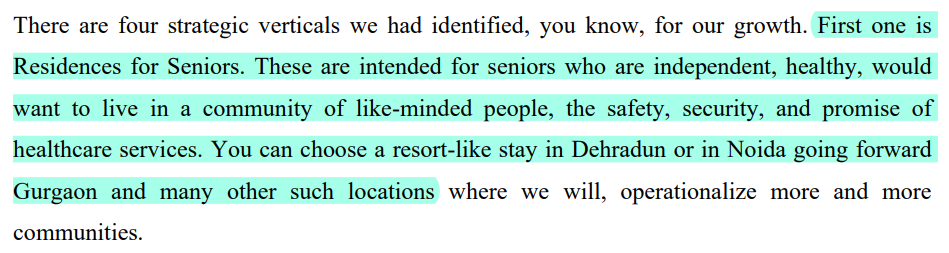 There are four strategic verticals we had identified, you know, for our growth. First one is
Residences for Seniors. These are intended for seniors who are independent, healthy, would
want to live in a community of like-minded people, the safety, security, and promise of
healthcare services. You can choose a resort-like stay in Dehradun or in Noida going forward
Gurgaon and many other such locations where we will, operationalize more and more
communities.